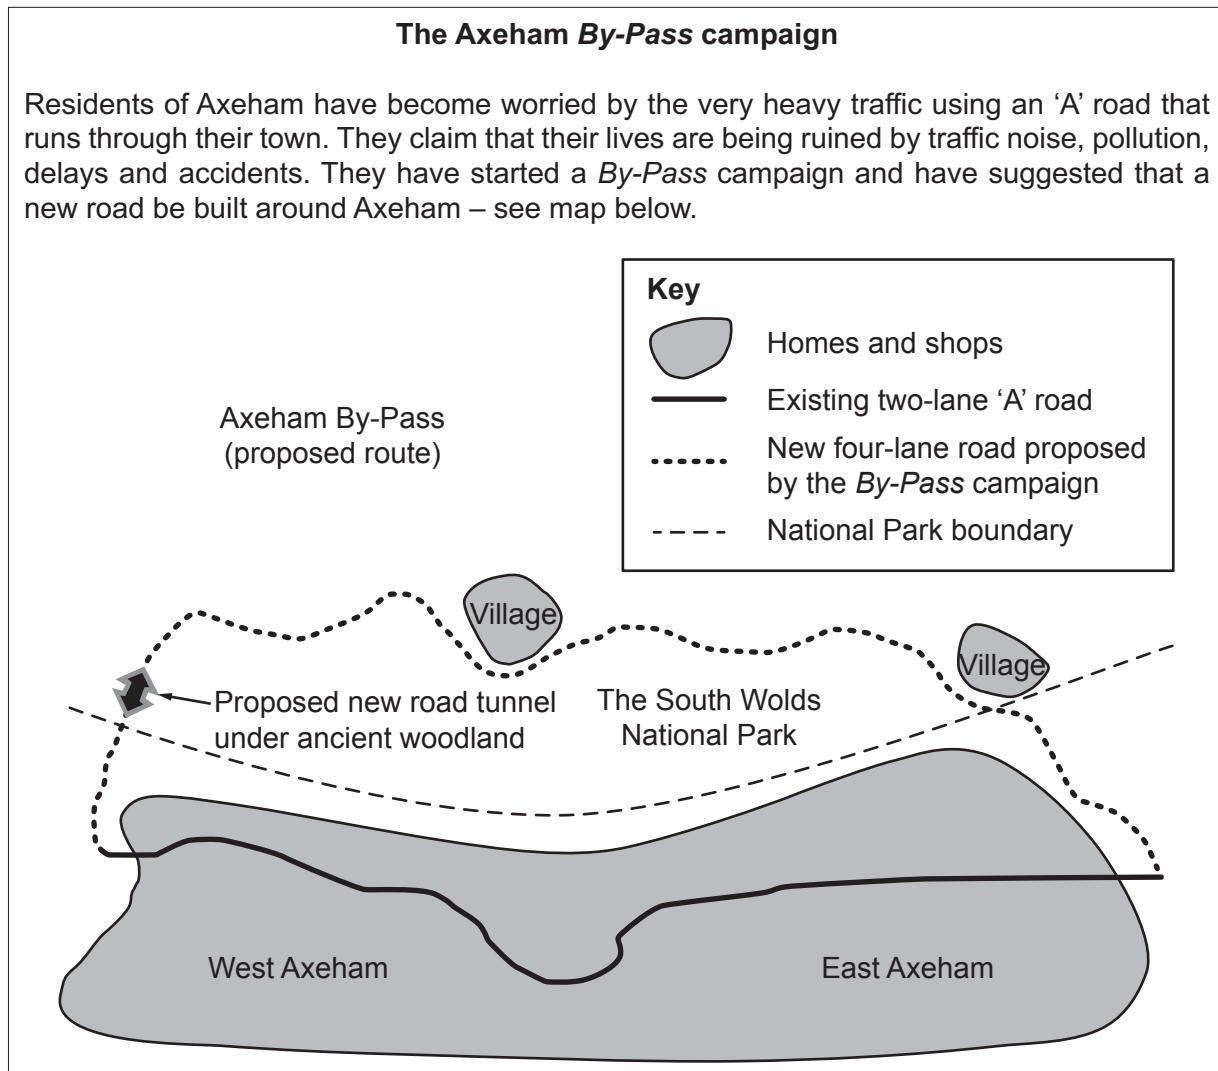 The Axeham By-Pass campaign
Residents of Axeham have become worried by the very heavy traffic using an ‘A’ road that
runs through their town. They claim that their lives are being ruined by traffic noise, pollution,
delays and accidents. They have started a By-Pass campaign and have suggested that a
new road be built around Axeham – see map below.
Key
Homes and shops
Existing two-lane ‘A’ road
New four-lane road proposed
by the By-Pass campaign
National Park boundary
Axeham By-Pass
(proposed route)
Village
Village
Proposed new road tunnel
under ancient woodland
The South Wolds
National Park
West Axeham
East Axeham